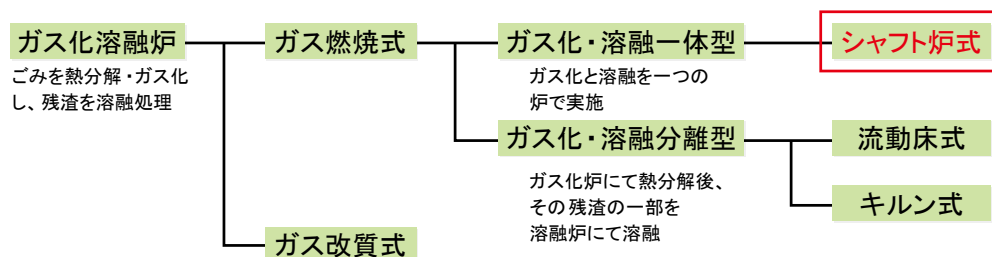 ガス化溶融炉
ガス燃焼式
ガス化・溶融一体型
シャフト炉式
ごみを熱分解・ガス化
し、残渣を溶融処理
ガス化と溶融を一つの
炉で実施
ガス化・溶融分離型
流動床式
ガス化炉にて熱分解後、
その残渣の一部を
溶融炉にて溶融
キルン式
ガス改質式